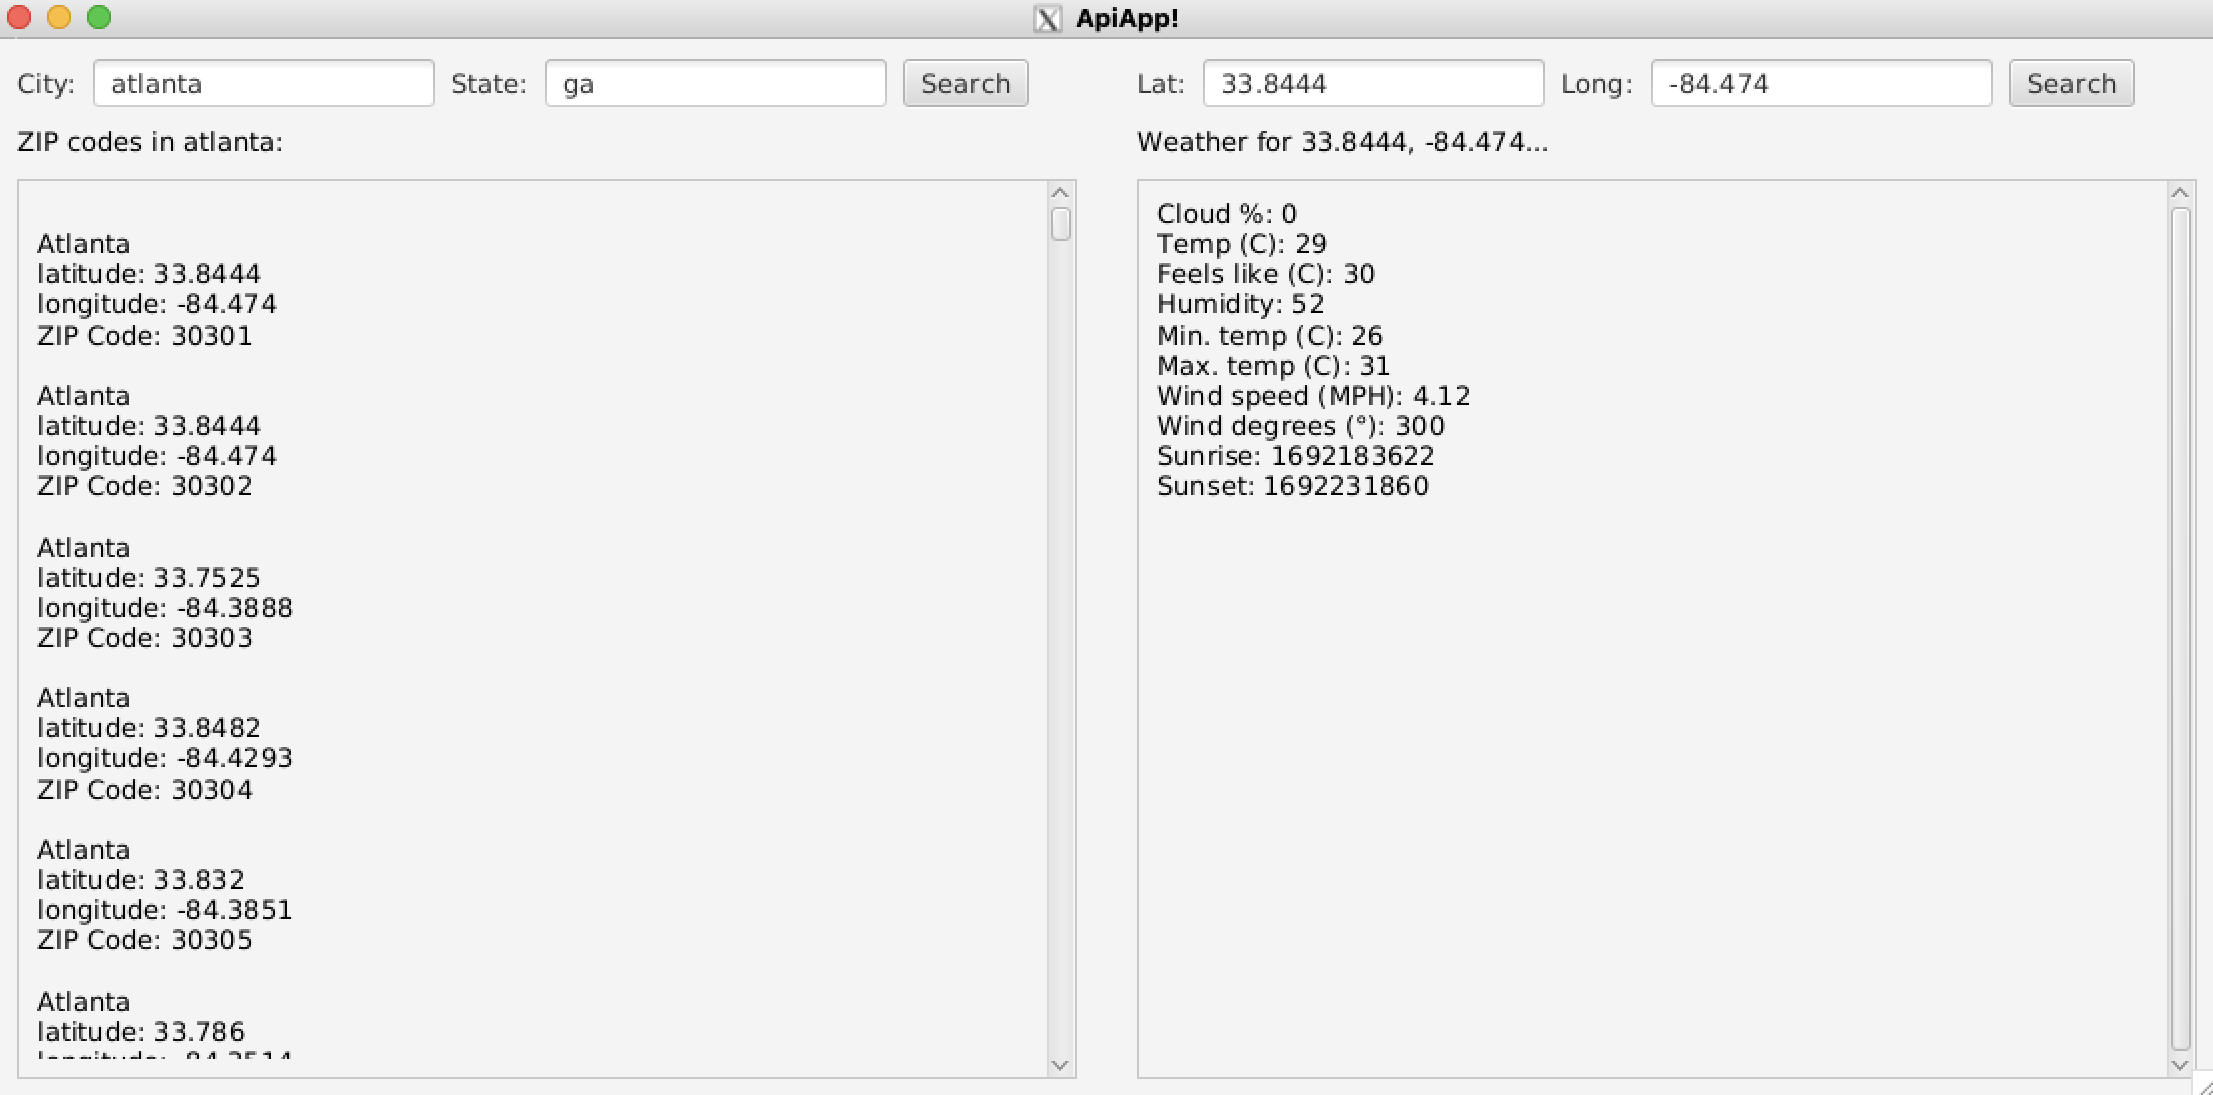 ApiApp!
City: atlanta State: ga Search
ZIP codes in atlanta:
Atlanta
latitude: 33.8444
longitude: -84.474
ZIP Code: 30301
Atlanta
latitude: 33.8444
longitude: -84.474
ZIP Code: 30302
Atlanta
latitude: 33.7525
longitude: -84.3888
ZIP Code: 30303
Atlanta
latitude: 33.8482
longitude: -84.4293
ZIP Code: 30304
Atlanta
latitude: 33.832
longitude: -84.3851
ZIP Code: 30305
Atlanta
latitude: 33.786
longitude: -84.3514
Lat: 33.8444 Long: -84.474 Search
Weather for 33.8444, -84.474...
Cloud %: 0
Temp (C): 29
Feels like (C): 30
Humidity: 52
Min. temp (C): 26
Max. temp (C): 31
Wind speed (MPH): 4.12
Wind degrees (°): 300
Sunrise: 1692183622
Sunset: 1692231860